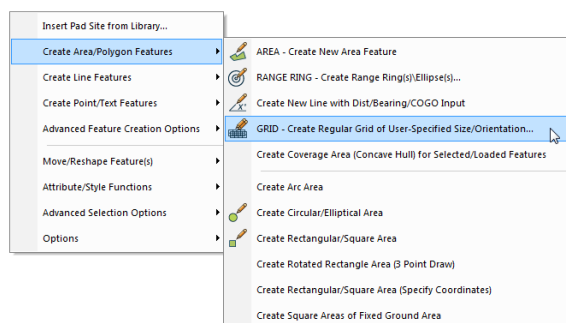 Insert Pad Site from Library...
Create Area/Polygon Features
Create Line Features
Create Point/Text Features
Advanced Feature Creation Options
Move/Reshape Feature(s)
Attribute/Style Functions
Advanced Selection Options
Options
AREA - Create New Area Feature
RANGE RING - Create Range Ring(s)\Ellipse(s)...
Create New Line with Dist/Bearing/COGO Input
GRID - Create Regular Grid of User-Specified Size/Orientation...
Create Coverage Area (Concave Hull) for Selected/Loaded Features
Create Arc Area
Create Circular/Elliptical Area
Create Rectangular/Square Area
Create Rotated Rectangle Area (3 Point Draw)
Create Rectangular/Square Area (Specify Coordinates)
Create Square Areas of Fixed Ground Area